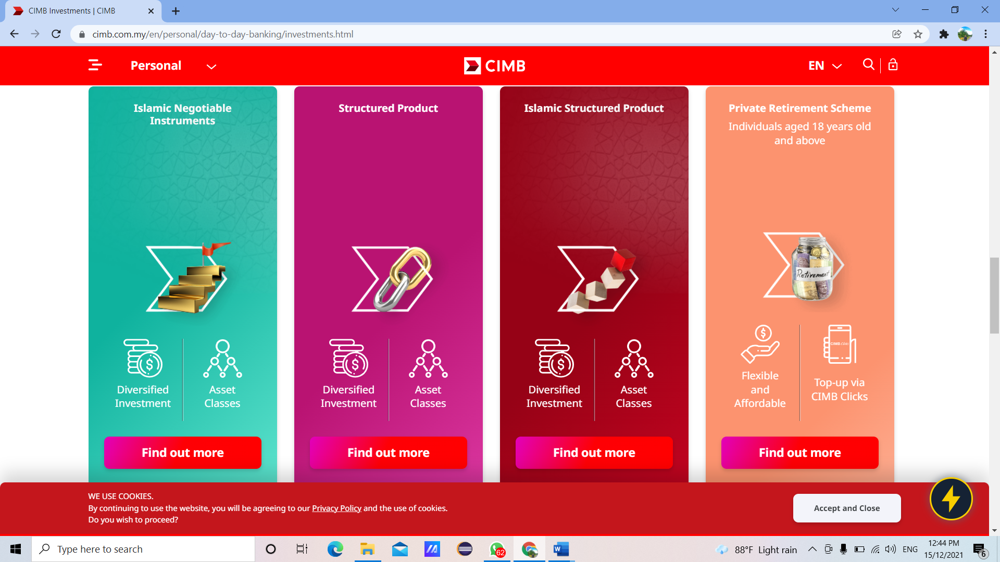 CIMB Investments | CIMB
cimb.com.my/en/personal/day-to-day-banking/investments.html
Personal
CIMB
EN
Islamic Negotiable
Instruments
Diversified
Investment
Asset
Classes
Find out more
Structured Product
Diversified
Investment
Asset
Classes
Find out more
Islamic Structured Product
Diversified
Investment
Asset
Classes
Find out more
Private Retirement Scheme
Individuals aged 18 years old
and above
Retirement
Flexible
and
Affordable
CIMB Clicks
Top-up via
CIMB Clicks
Find out more
WE USE COOKIES.
By continuing to use the website, you will be agreeing to our Privacy Policy and the use of cookies.
Do you wish to proceed?
Accept and Close
Type here to search
62
W
88°F Light rain
ENG
12:44 PM
15/12/2021
6